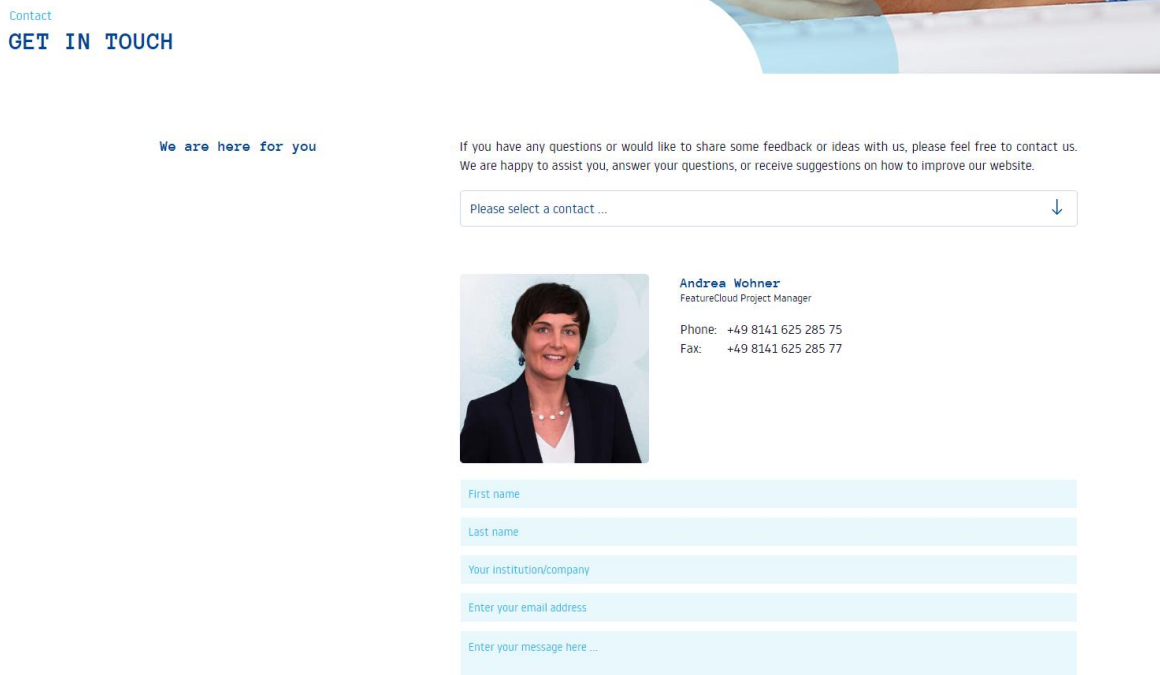 Contact
GET IN TOUCH
We are here for you
If you have any questions or would like to share some feedback or ideas with us, please feel free to contact us.
We are happy to assist you, answer your questions, or receive suggestions on how to improve our website.
Please select a contact ...
Andrea Wohner
FeatureCloud Project Manager
Phone: +49 8141 625 285 75
Fax: +49 8141 625 285 77
First name
Last name
Your institution/company
Enter your email address
Enter your message here ...